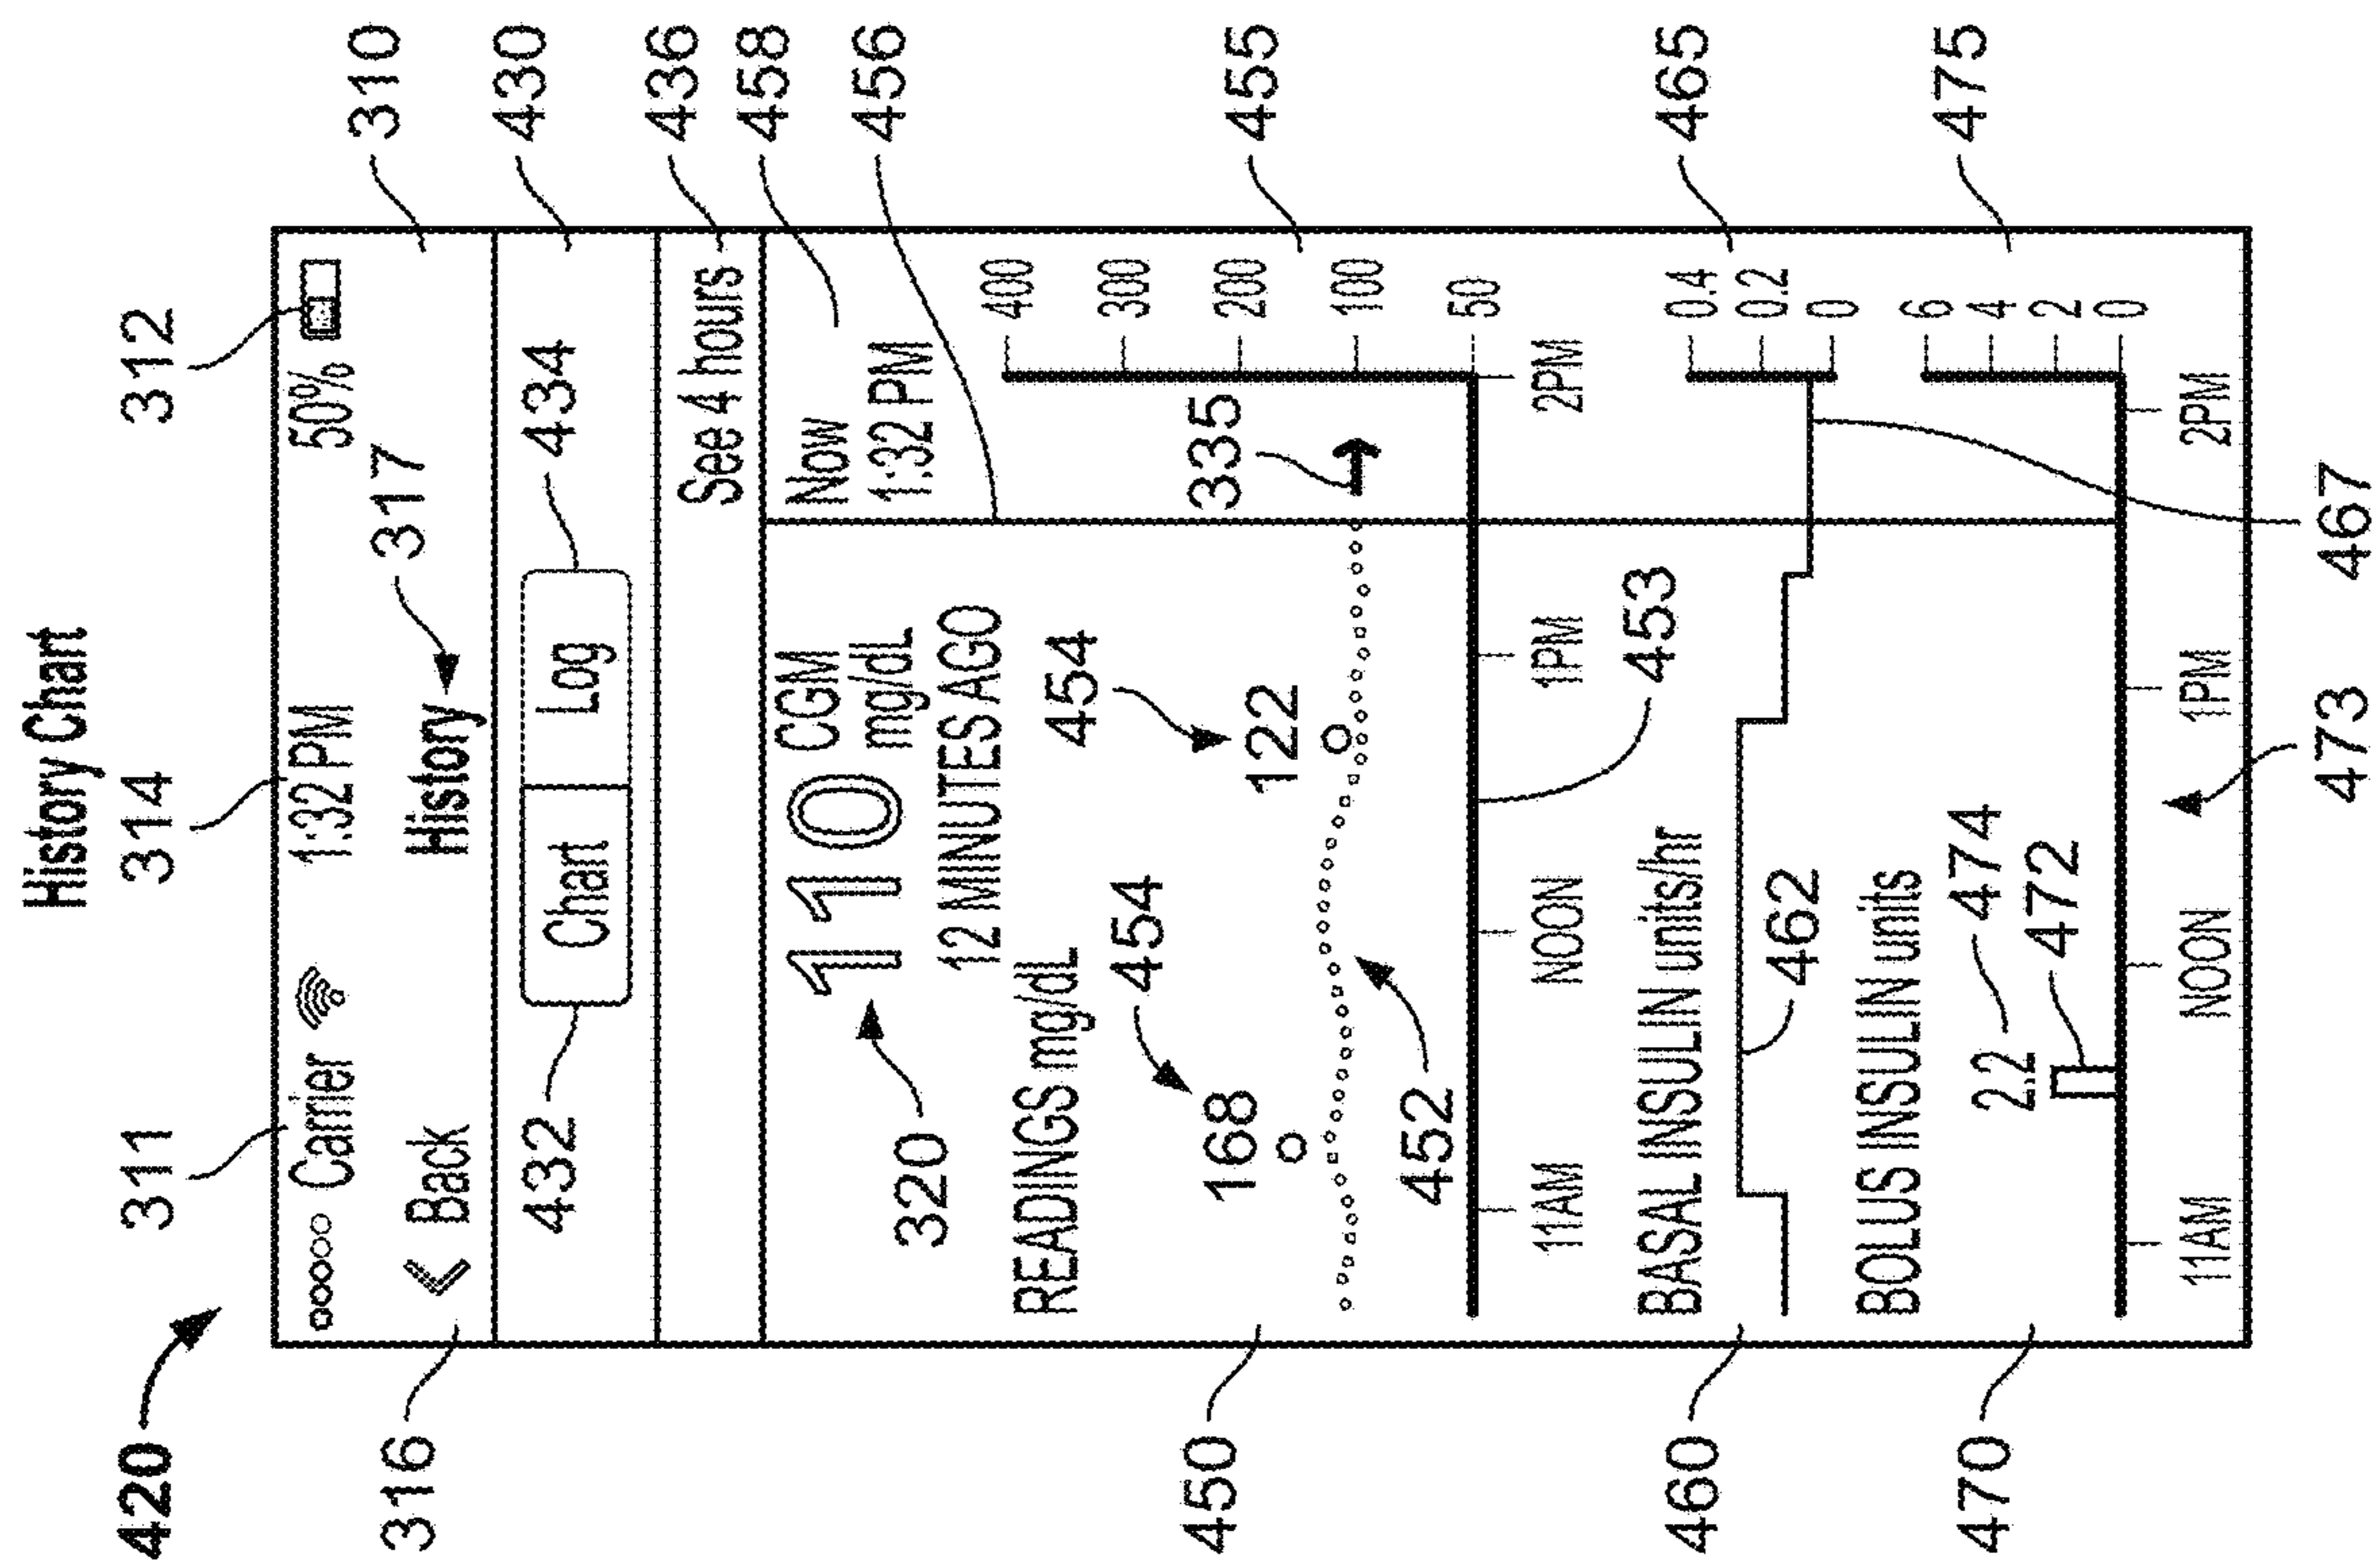 History Chart
420
311
314
312
Carrier
1:32 PM
50%
317
316
Back
History
310
432
Chart
Log
434
430
See 4 hours
436
110
CGM
mg/dL
12 MINUTES AGO
320
Now
1:32 PM
458
456
READINGS mg/dL
454
454
168
122
335
400
300
200
100
50
455
450
452
453
11AM
NOON
1PM
2PM
BASAL INSULIN units/hr
0.4
0.2
0
465
460
462
467
BOLUS INSULIN units
474
2.2
472
6
4
2
0
475
470
11AM
NOON
1PM
2PM
473